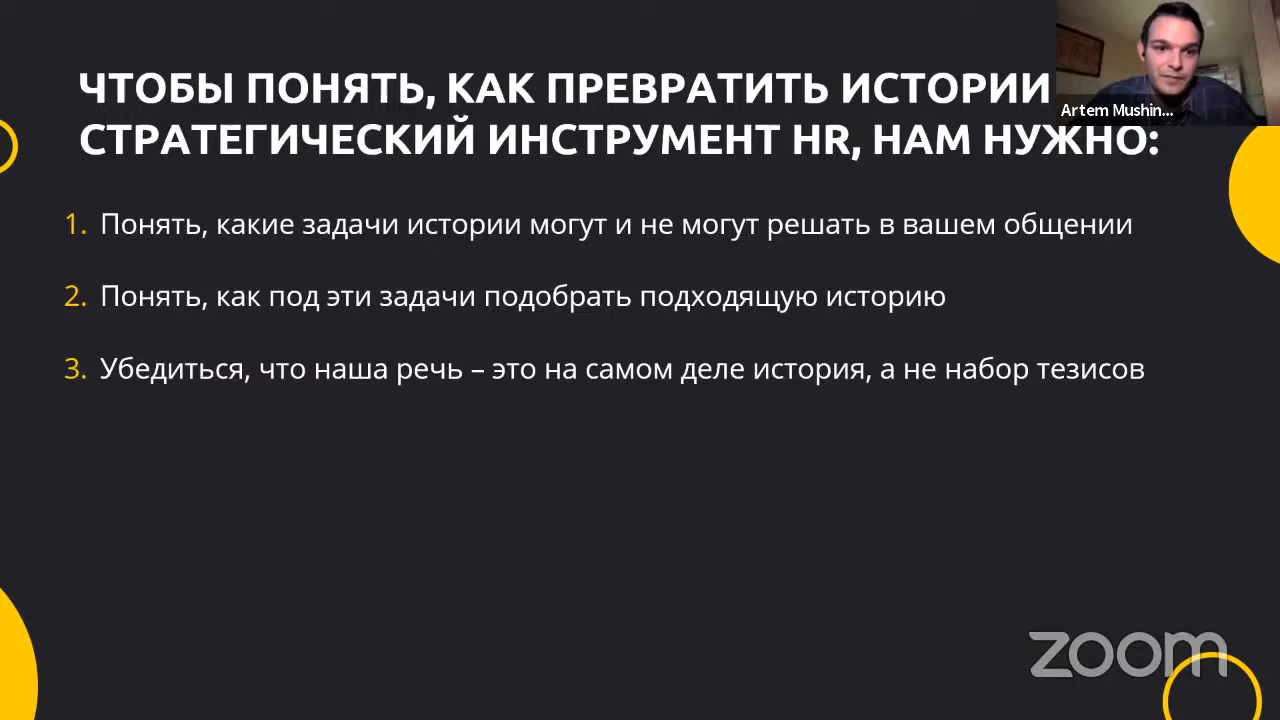 ЧТОБЫ ПОНЯТЬ, КАК ПРЕВРАТИТЬ ИСТОРИИ
СТРАТЕГИЧЕСКИЙ ИНСТРУМЕНТ HR, НАМ НУЖНО:
Artem Mushin...
1. Понять, какие задачи истории могут и не могут решать в вашем общении
2. Понять, как под эти задачи подобрать подходящую историю
3. Убедиться, что наша речь – это на самом деле история, а не набор тезисов
zoom